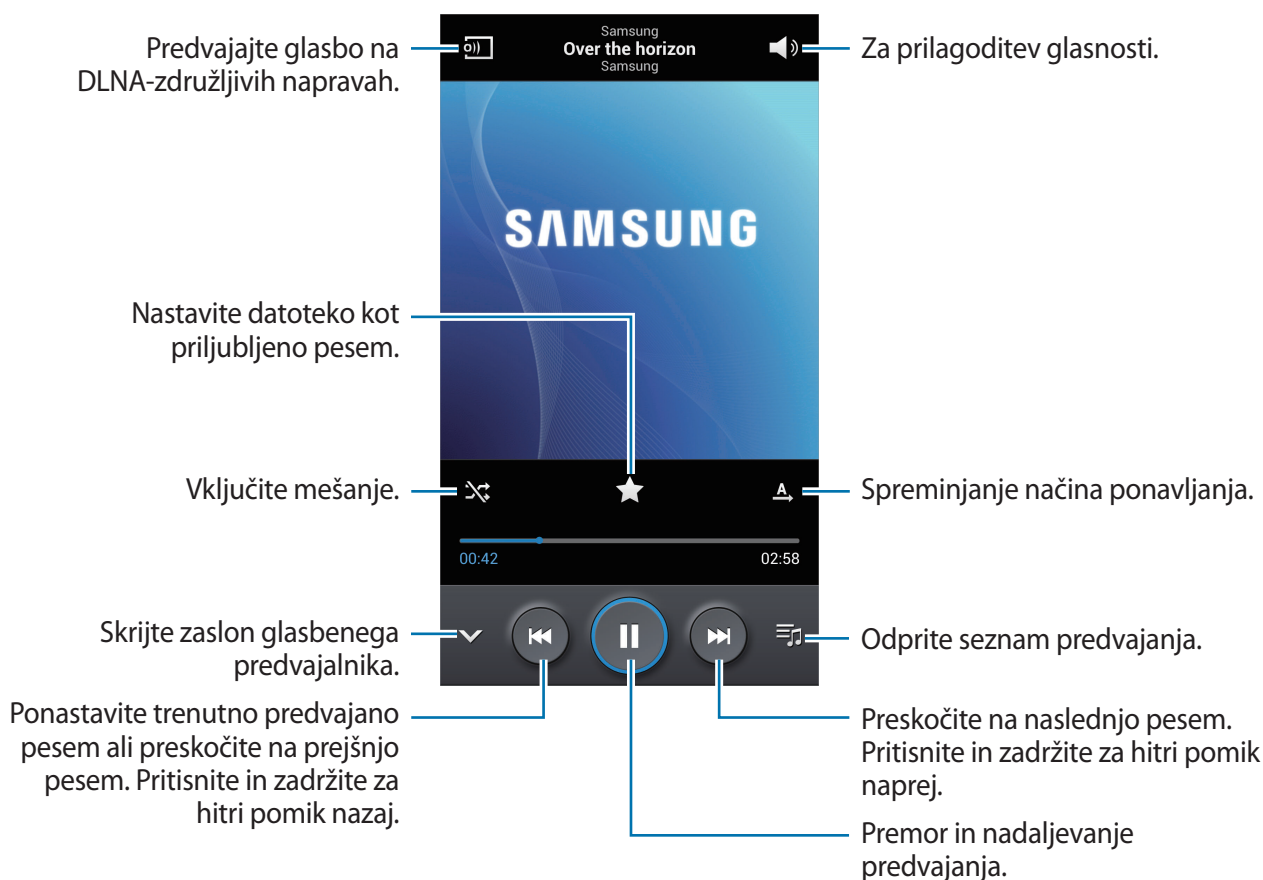 Predvajajte glasbo na
DLNA-združljivih napravah.
Samsung
Over the horizon
Samsung
Za prilagoditev glasnosti.
SAMSUNG
Nastavite datoteko kot
priljubljeno pesem.
Vključite mešanje.
A
Spreminjanje načina ponavljanja.
00:42
02:58
Skrijte zaslon glasbenega
predvajalnika.
Odprite seznam predvajanja.
Ponastavite trenutno predvajano
pesem ali preskočite na prejšnjo
pesem. Pritisnite in zadržite za
hitri pomik nazaj.
Preskočite na naslednjo pesem.
Pritisnite in zadržite za hitri pomik
naprej.
Premor in nadaljevanje
predvajanja.